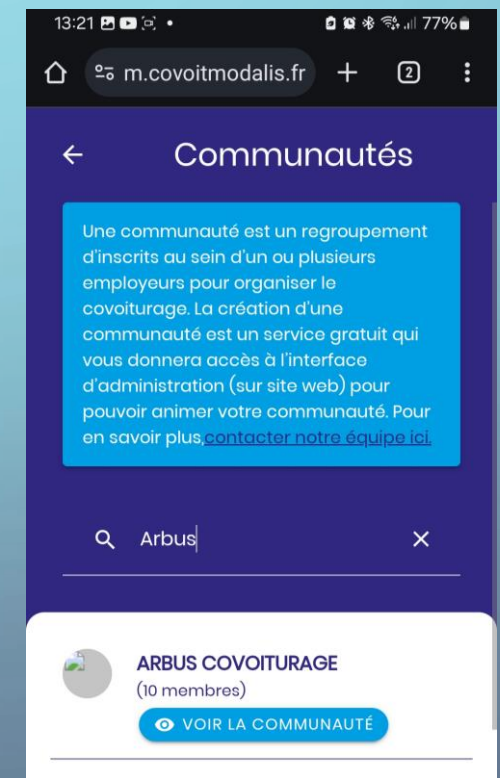 13:21
77%
m.covoitmodalis.fr
2
Communautés
Une communauté est un regroupement
d'inscrits au sein d'un ou plusieurs
employeurs pour organiser le
covoiturage. La création d'une
communauté est un service gratuit qui
vous donnera accès à l'interface
d'administration (sur site web) pour
pouvoir animer votre communauté. Pour
en savoir plus,contacter notre équipe ici.
Arbus
ARBUS COVOITURAGE
(10 membres)
VOIR LA COMMUNAUTÉ